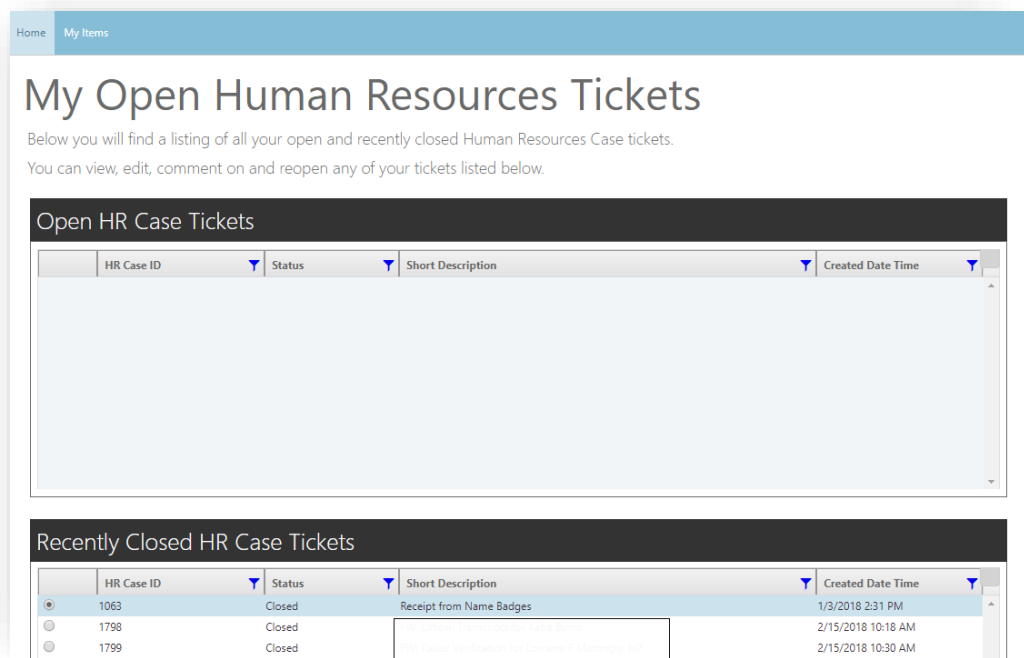 Home My Items
My Open Human Resources Tickets
Below you will find a listing of all your open and recently closed Human Resources Case tickets.
You can view, edit, comment on and reopen any of your tickets listed below.
Open HR Case Tickets
HR Case ID Status Short Description Created Date Time
Recently Closed HR Case Tickets
HR Case ID Status Short Description Created Date Time
1063 Closed Receipt from Name Badges 1/3/2018 2:31 PM
1798 Closed 2/15/2018 10:18 AM
1799 Closed 2/15/2018 10:30 AM